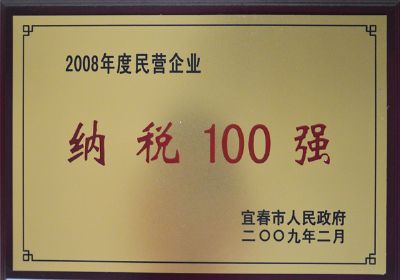 2008年度民营企业
纳税100强
宜春市人民政府
二〇〇九年二月